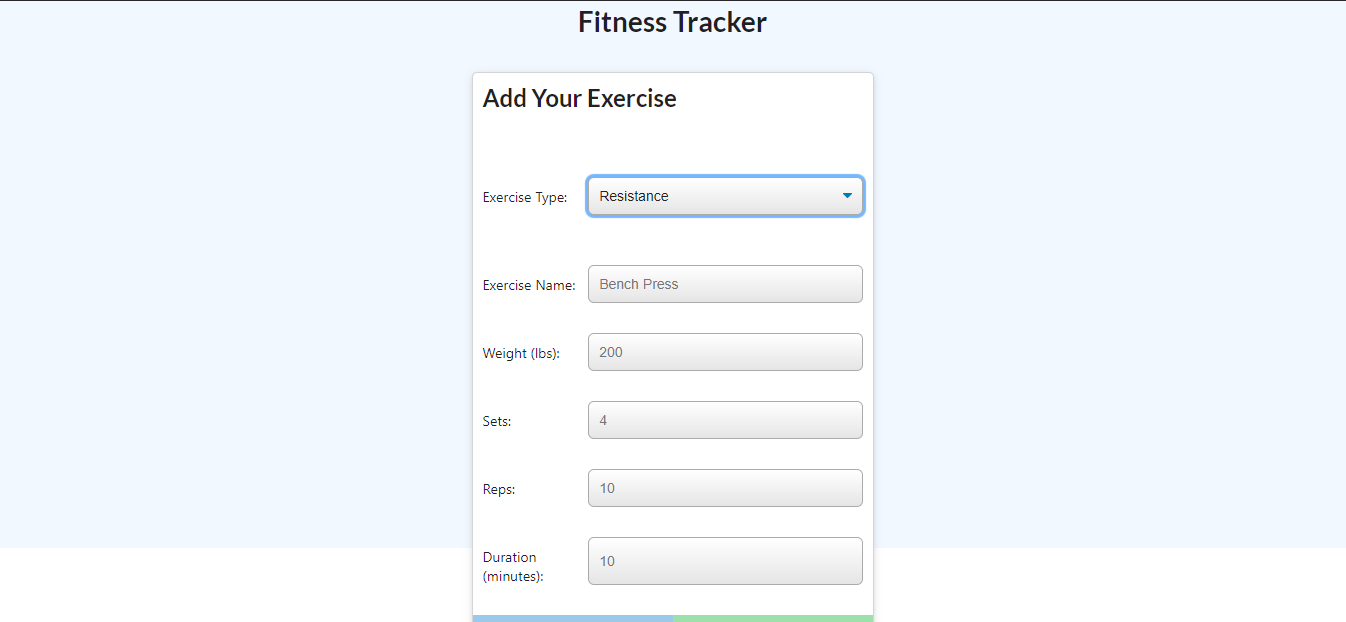 Fitness Tracker
Add Your Exercise
Exercise Type: Resistance
Exercise Name: Bench Press
Weight (lbs): 200
Sets: 4
Reps: 10
Duration
(minutes): 10